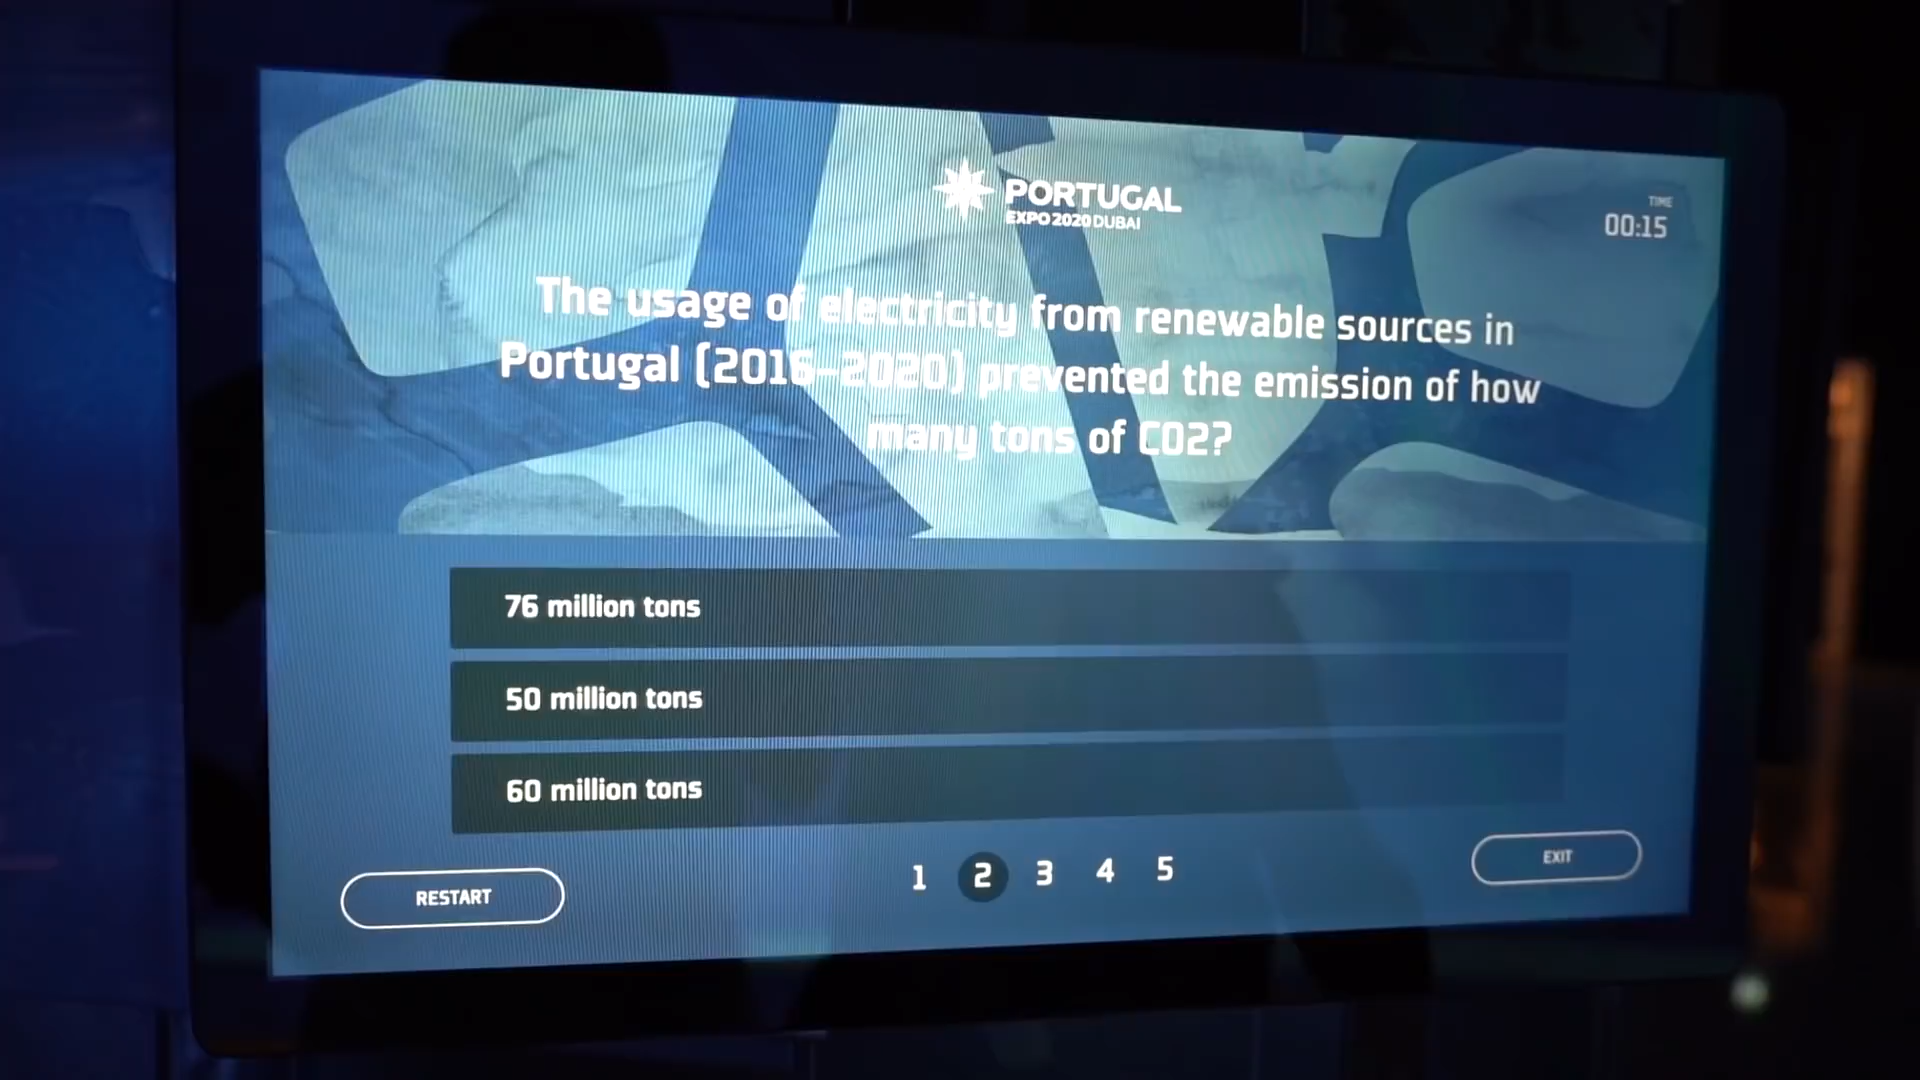 PORTUGAL
EXPO 2020 DUBAI
TIME
00:15
The usage of electricity from renewable sources in
Portugal (2016-2020) prevented the emission of how
many tons of CO2?
76 million tons
50 million tons
60 million tons
RESTART
1 2 3 4 5
EXIT